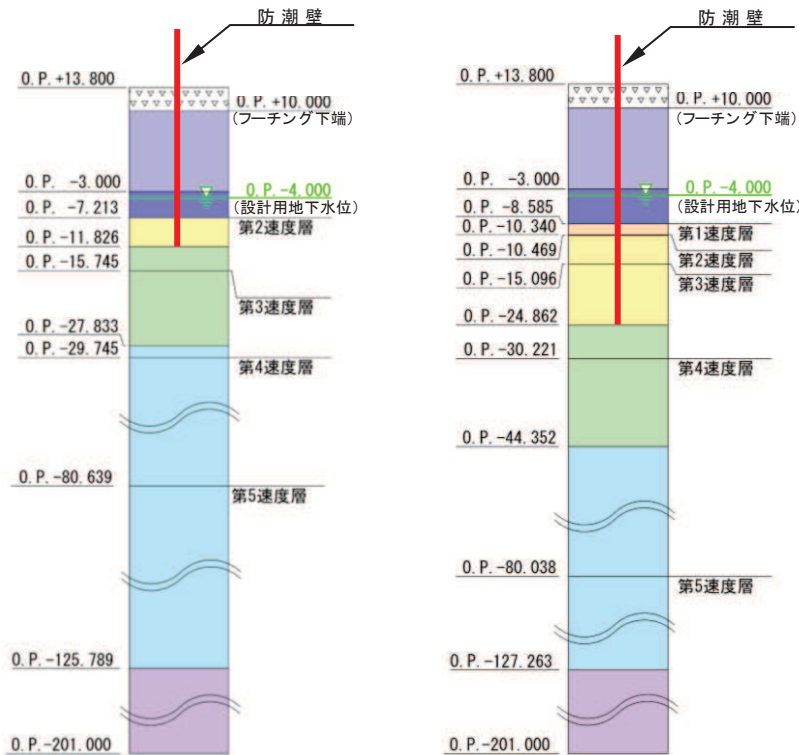 防潮壁
O.P. +13.800
O.P. +10.000
(フーチング下端)
O.P. -3.000
O.P. -4.000
(設計用地下水位)
O.P. -7.213
第2速度層
O.P. -11.826
O.P. -15.745
第3速度層
O.P. -27.833
O.P. -29.745
第4速度層
O.P. -80.639
第5速度層
O.P. -125.789
O.P. -201.000
防潮壁
O.P. +13.800
O.P. +10.000
(フーチング下端)
O.P. -3.000
O.P. -4.000
(設計用地下水位)
O.P. -8.585
O.P. -10.340
第1速度層
O.P. -10.469
第2速度層
O.P. -15.096
第3速度層
O.P. -24.862
O.P. -30.221
第4速度層
O.P. -44.352
O.P. -80.038
第5速度層
O.P. -127.263
O.P. -201.000